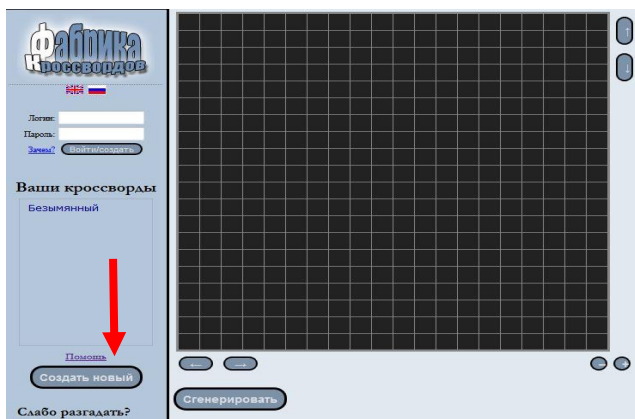 Фабрика
Кроссвордов
Логин:
Пароль:
Зачем?
Войти/создать
Ваши кроссворды
Безымянный
Помощь
Создать новый
Слабо разгадать?
↑
↓
← →
- +
Сгенерировать